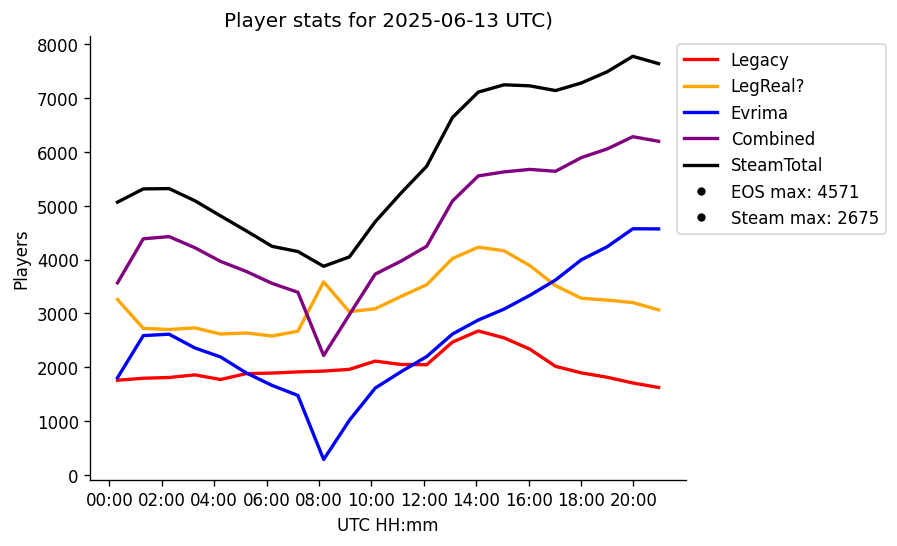 Player stats for 2025-06-13 UTC)
8000
7000
6000
5000
4000
3000
2000
1000
0
Players
00:00 02:00 04:00 06:00 08:00 10:00 12:00 14:00 16:00 18:00 20:00
UTC HH:mm
Legacy
LegReal?
Evrima
Combined
SteamTotal
EOS max: 4571
Steam max: 2675